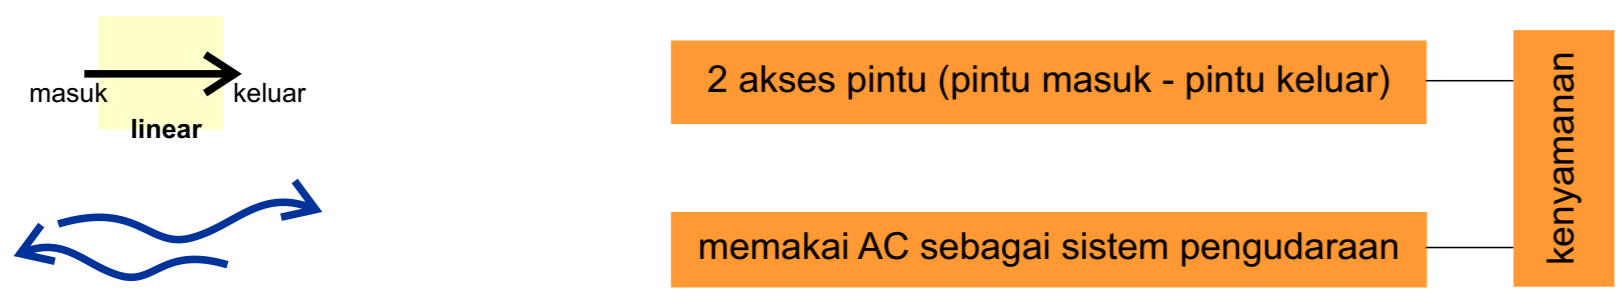 masuk
keluar
linear
2 akses pintu (pintu masuk - pintu keluar)
memakai AC sebagai sistem pengudaraan
kenyamanan